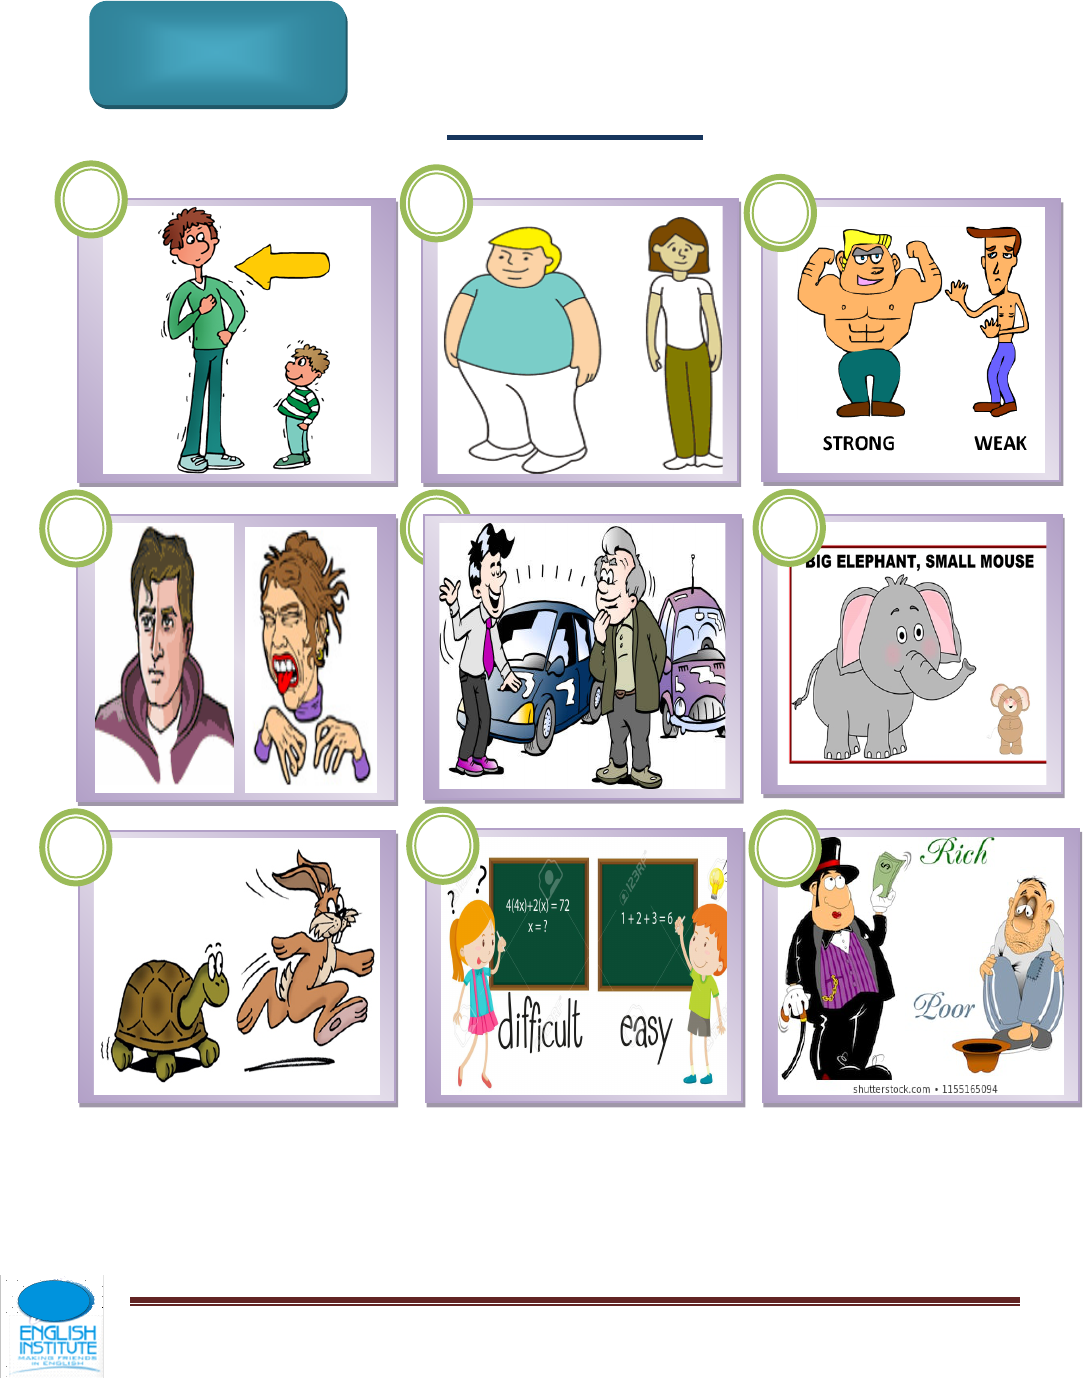 STRONG WEAK
BIG ELEPHANT, SMALL MOUSE
? ?
4(4x)+2(x) = 72
x = ?
1 + 2 + 3 = 6
123RF
difficult easy
$
Rich
Poor
shutterstock.com • 1155165094
ENGLISH
INSTITUTE
MAKING FRIENDS
IN ENGLISH